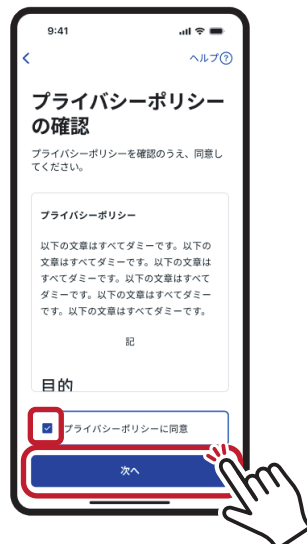 9:41
ヘルプ?
プライバシーポリシー
の確認
プライバシーポリシーを確認のうえ、同意し
てください。
プライバシーポリシー
以下の文章はすべてダミーです。以下の
文章はすべてダミーです。以下の文章は
すべてダミーです。以下の文章はすべて
ダミーです。以下の文章はすべてダミー
です。以下の文章はすべてダミーです。
記
目的
プライバシーポリシーに同意
次へ